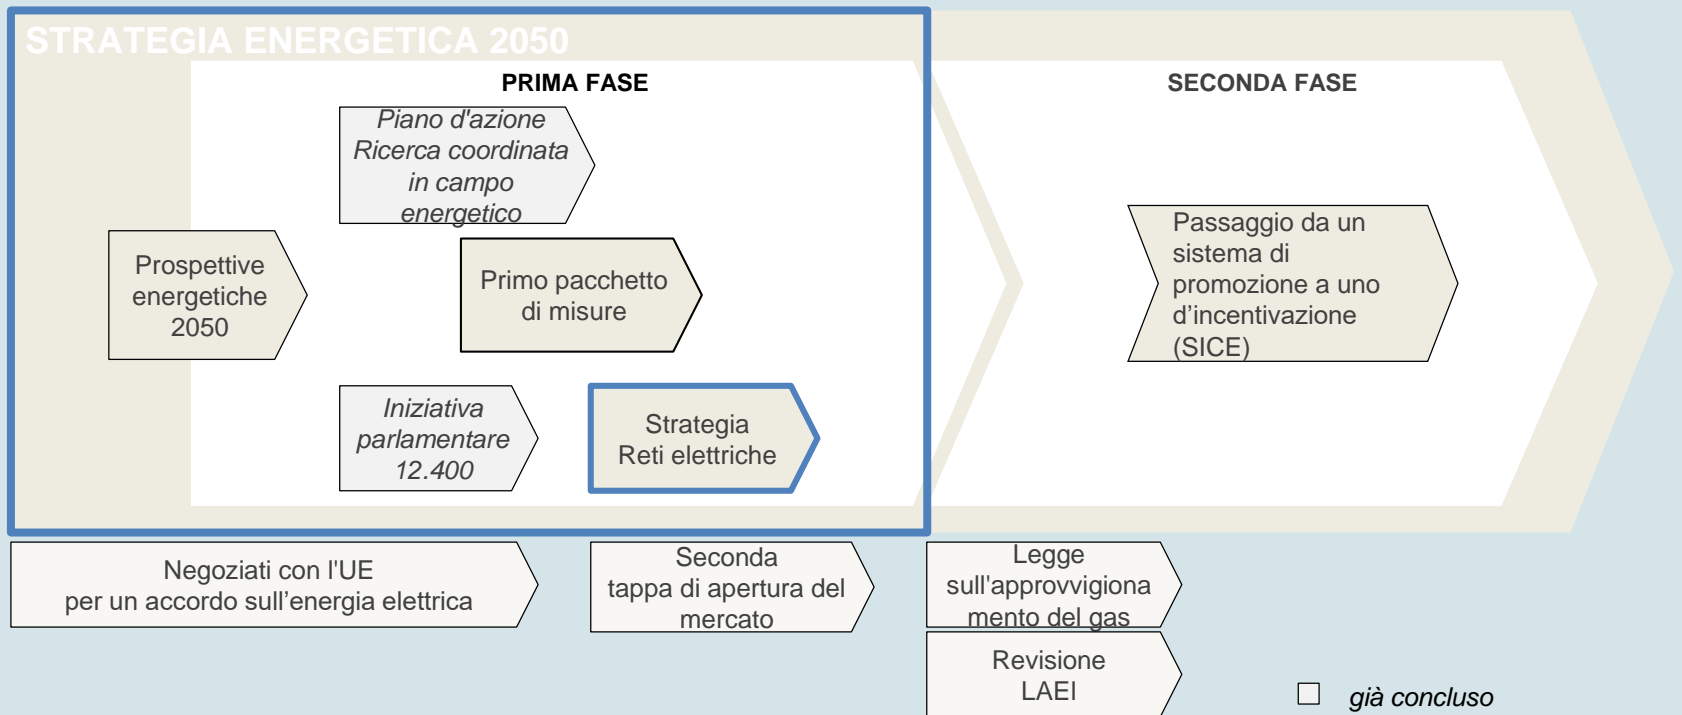 STRATEGIA ENERGETICA 2050
PRIMA FASE
SECONDA FASE
Piano d'azione
Ricerca coordinata
in campo
energetico
Prospettive
energetiche
2050
Primo pacchetto
di misure
Passaggio da un
sistema di
promozione a uno
d’incentivazione
(SICE)
Iniziativa
parlamentare
12.400
Strategia
Reti elettriche
Negoziati con l'UE
per un accordo sull’energia elettrica
Seconda
tappa di apertura del
mercato
Legge
sull'approvvigiona
mento del gas
Revisione
LAEl
già concluso